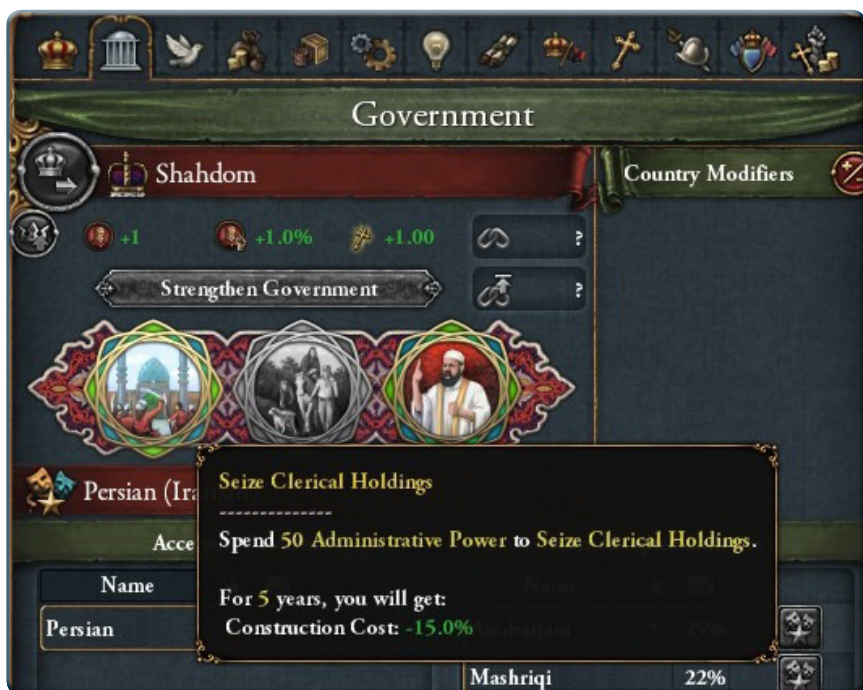 Government
Shahdom
Country Modifiers
+1
+1.0%
+1.00
?
Strengthen Government
?
Persian (Ira
Seize Clerical Holdings
--------------
Spend 50 Administrative Power to Seize Clerical Holdings.
For 5 years, you will get:
Construction Cost: -15.0%
Acce
Name
Name
Persian
Azerbaijani
25%
Mashriqi
22%